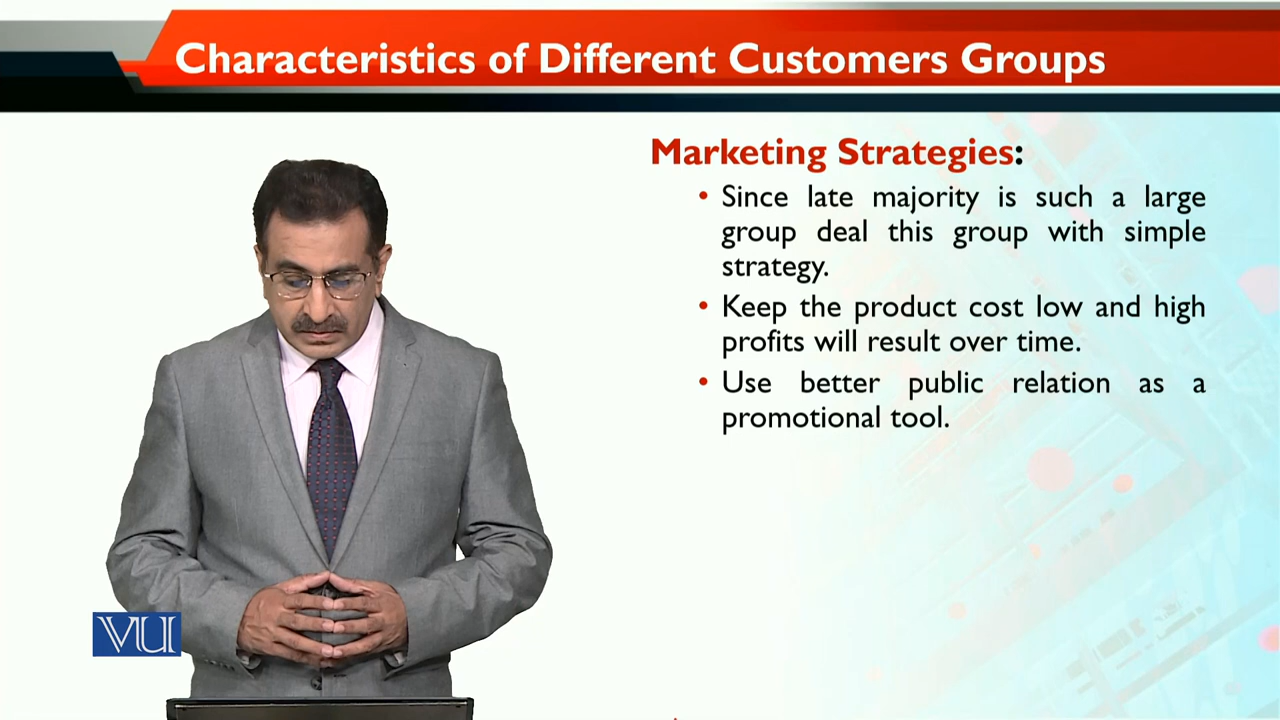 Characteristics of Different Customers Groups
Marketing Strategies:
• Since late majority is such a large
group deal this group with simple
strategy.
• Keep the product cost low and high
profits will result over time.
• Use better public relation as a
promotional tool.
VU